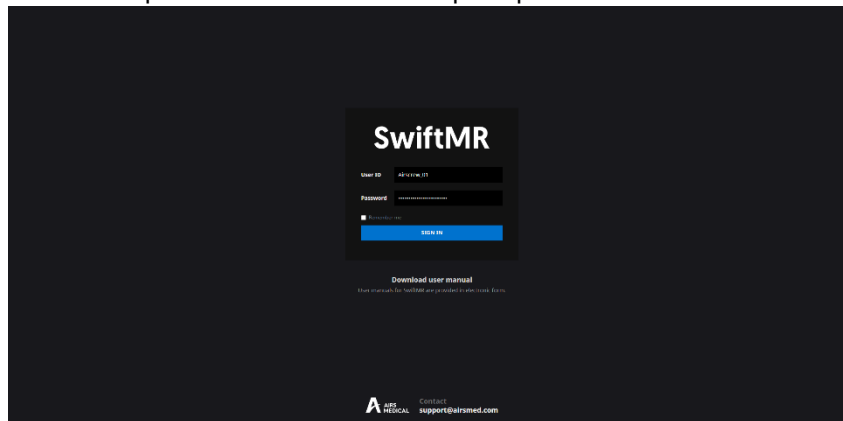 SwiftMR
User ID
Password
Remember me
SIGN IN
Download user manual
User manuals for SwiftMR are provided in electronic form.
AIRS
MEDICAL
Contact
support@airsmed.com